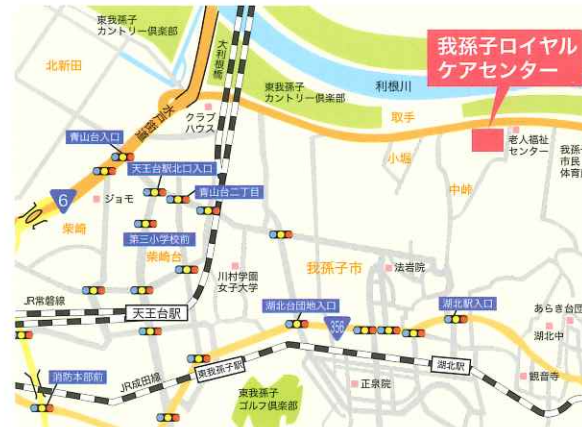 東我孫子
カントリー倶楽部
北新田
大利根橋
東我孫子
カントリー倶楽部
利根川
我孫子ロイヤル
ケアセンター
水戸街道
クラブ
ハウス
取手
老人福祉
センター
我孫
市民
体育
青山台入口
天王台駅北口入口
小堀
中峠
6
ジョモ
青山台二丁目
柴崎
第三小学校前
柴崎台
川村学園
女子大学
我孫子市
法岩院
JR常磐線
天王台駅
湖北台団地入口
356
湖北駅入口
あらき台団
湖北中
消防本部前
JR成田線
東我孫子駅
湖北駅
観音寺
正泉院
東我孫子
ゴルフ倶楽部